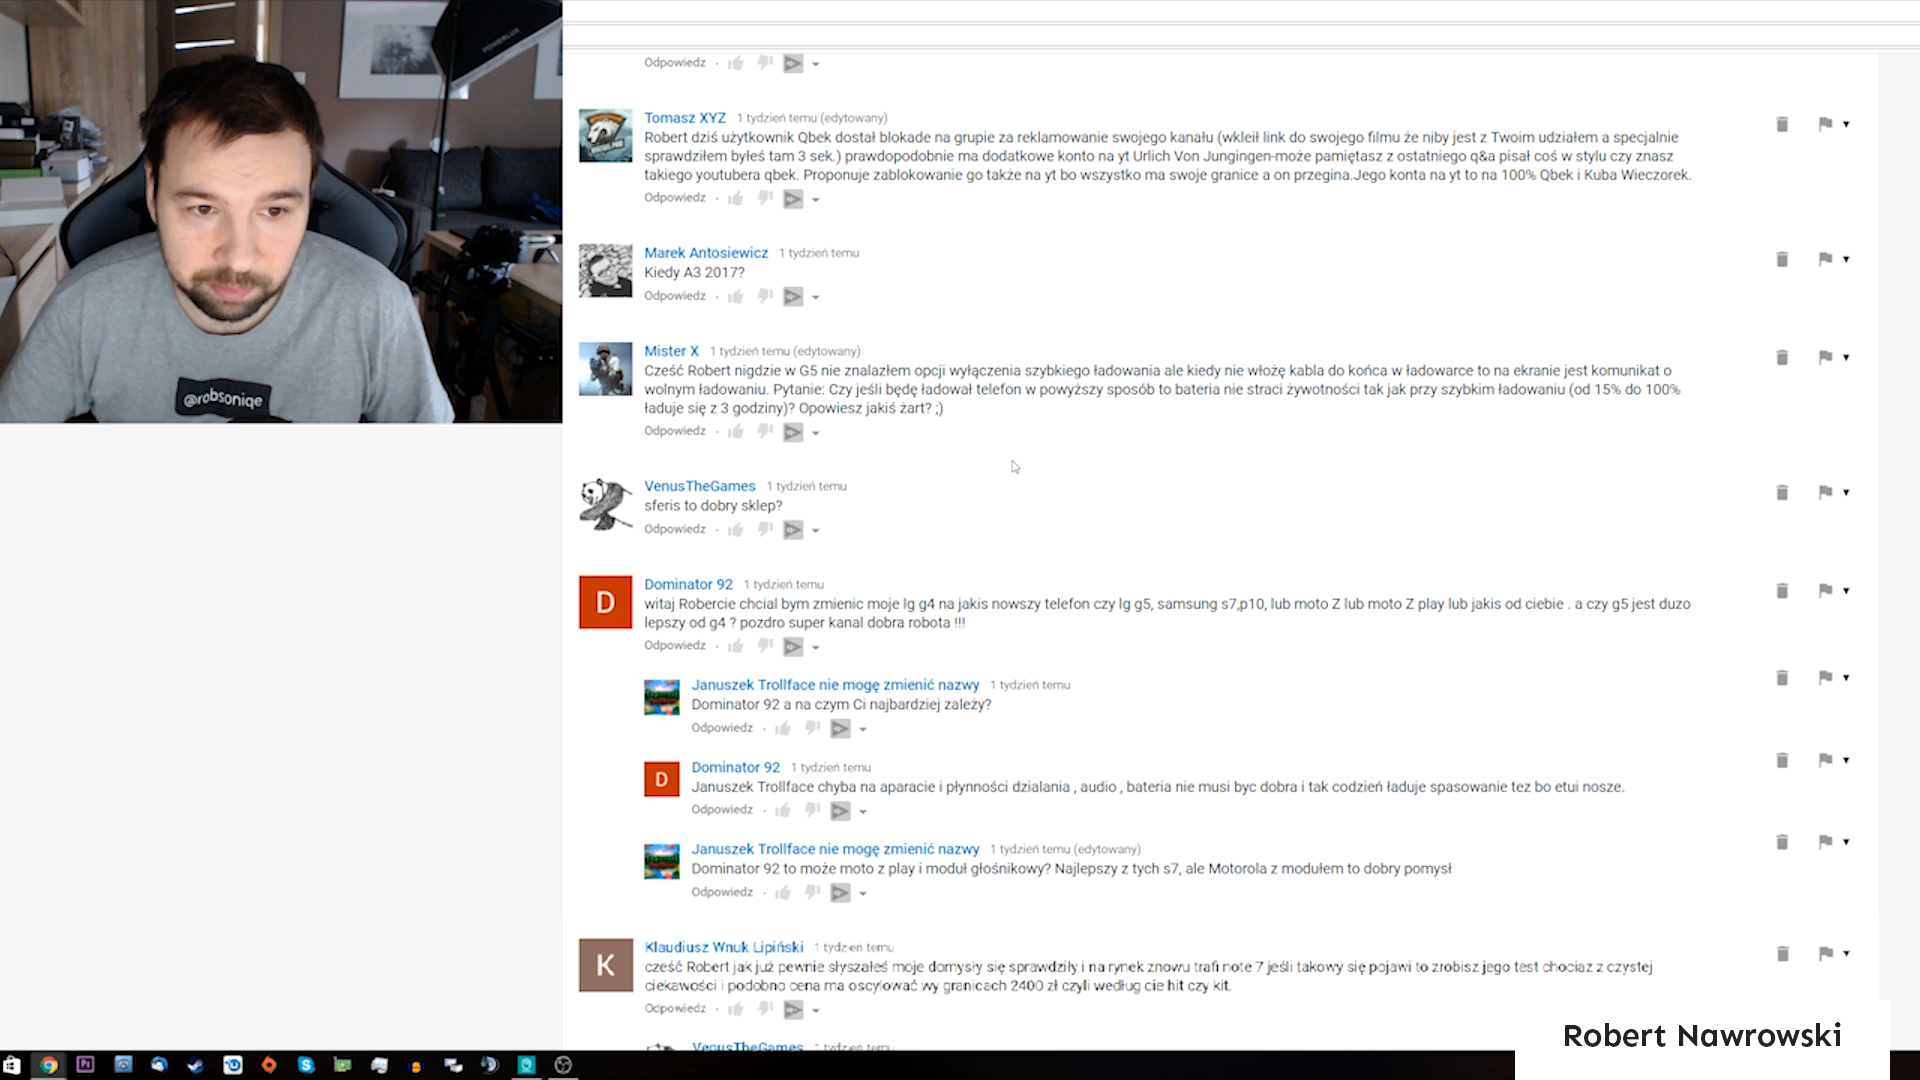 POWERLUX
@robsoniqe
Odpowiedz
Tomasz XYZ 1 tydzień temu (edytowany)
Robert dziś użytkownik Qbek dostał blokade na grupie za reklamowanie swojego kanału (wkleił link do swojego filmu że niby jest z Twoim udziałem a specjalnie
sprawdziłem byłeś tam 3 sek.) prawdopodobnie ma dodatkowe konto na yt Urlich Von Jungingen-może pamiętasz z ostatniego q&a pisał coś w stylu czy znasz
takiego youtubera qbek. Proponuje zablokowanie go także na yt bo wszystko ma swoje granice a on przegina.Jego konta na yt to na 100% Qbek i Kuba Wieczorek.
Odpowiedz
Marek Antosiewicz 1 tydzień temu
Kiedy A3 2017?
Odpowiedz
Mister X 1 tydzień temu (edytowany)
Cześć Robert nigdzie w G5 nie znalazłem opcji wyłączenia szybkiego ładowania ale kiedy nie włożę kabla do końca w ładowarce to na ekranie jest komunikat o
wolnym ładowaniu. Pytanie: Czy jeśli będę ładował telefon w powyższy sposób to bateria nie straci żywotności tak jak przy szybkim ładowaniu (od 15% do 100%
ładuje się z 3 godziny)? Opowiesz jakiś żart? ;)
Odpowiedz
VenusTheGames 1 tydzień temu
sferis to dobry sklep?
Odpowiedz
D
Dominator 92 1 tydzień temu
witaj Robercie chcial bym zmienic moje lg g4 na jakis nowszy telefon czy lg g5, samsung s7,p10, lub moto Z lub moto Z play lub jakis od ciebie . a czy g5 jest duzo
lepszy od g4 ? pozdro super kanal dobra robota !!!
Odpowiedz
Januszek Trollface nie mogę zmienić nazwy 1 tydzień temu
Dominator 92 a na czym Ci najbardziej zależy?
Odpowiedz
D
Dominator 92 1 tydzień temu
Januszek Trollface chyba na aparacie i płynności dzialania , audio , bateria nie musi byc dobra i tak codzień ładuje spasowanie tez bo etui nosze.
Odpowiedz
Januszek Trollface nie mogę zmienić nazwy 1 tydzień temu (edytowany)
Dominator 92 to może moto z play i moduł głośnikowy? Najlepszy z tych s7, ale Motorola z modułem to dobry pomysł
Odpowiedz
K
Klaudiusz Wnuk Lipiński 1 tydzień temu
cześć Robert jak już pewnie słyszałeś moje domysły się sprawdziły i na rynek znowu trafi note 7 jeśli takowy się pojawi to zrobisz jego test chociaż z czystej
ciekawości i podobno cena ma oscylować wy granicach 2400 zł czyli według cie hit czy kit.
Odpowiedz
VenusTheGames 1 tydzień temu
Robert Nawrowski